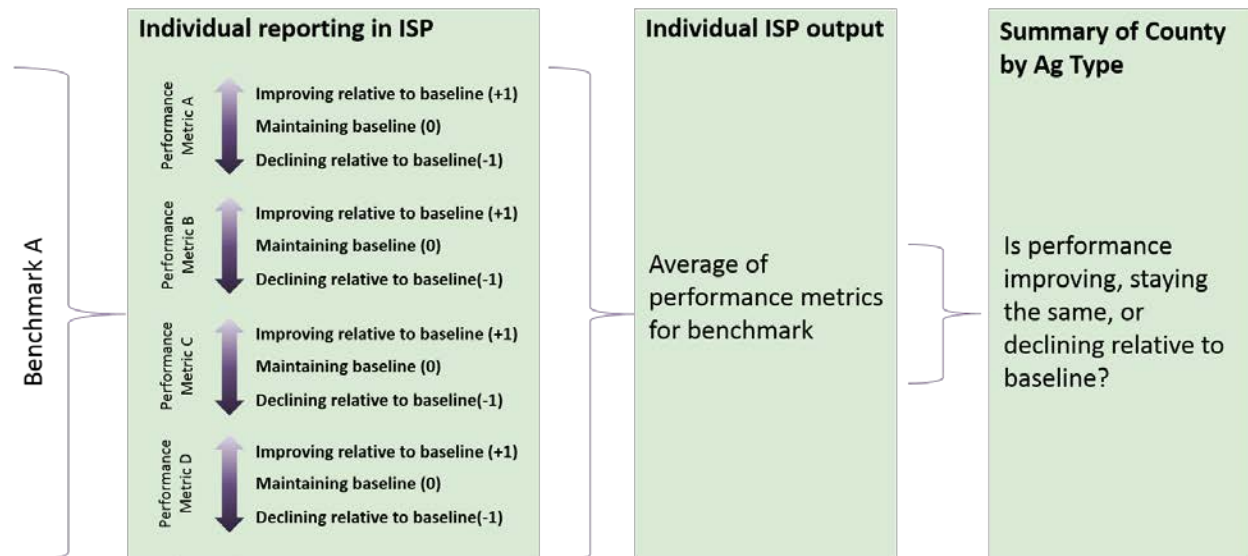 Benchmark A
Individual reporting in ISP
Performance
Metric A
Improving relative to baseline (+1)
Maintaining baseline (0)
Declining relative to baseline(-1)
Performance
Metric B
Improving relative to baseline (+1)
Maintaining baseline (0)
Declining relative to baseline(-1)
Performance
Metric C
Improving relative to baseline (+1)
Maintaining baseline (0)
Declining relative to baseline(-1)
Performance
Metric D
Improving relative to baseline (+1)
Maintaining baseline (0)
Declining relative to baseline(-1)
Individual ISP output
Average of
performance metrics
for benchmark
Summary of County
by Ag Type
Is performance
improving, staying
the same, or
declining relative to
baseline?